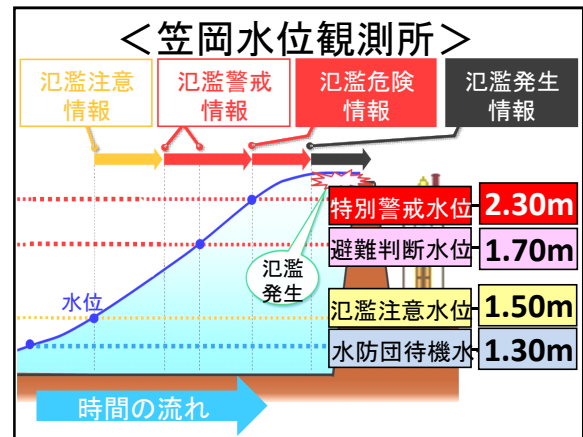 ＜笠岡水位観測所＞
氾濫注意
情報
氾濫警戒
情報
氾濫危険
情報
氾濫発生
情報
特別警戒水位
2.30m
避難判断水位
1.70m
氾濫
発生
水位
氾濫注意水位
1.50m
水防団待機水
1.30m
時間の流れ